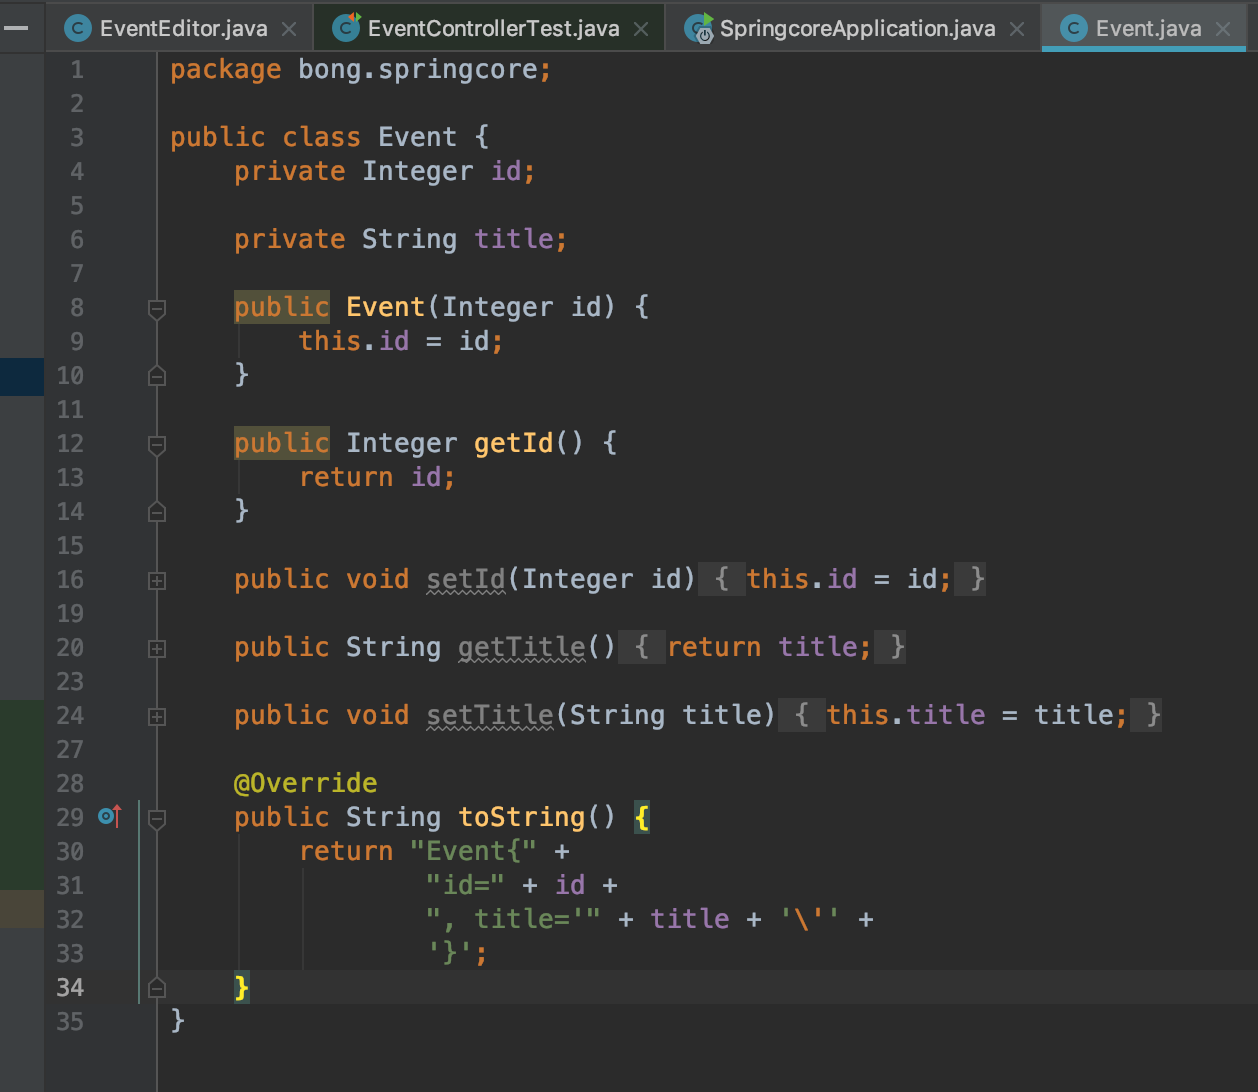 EventEditor.java EventControllerTest.java SpringcoreApplication.java Event.java
1 package bong.springcore;
2
3 public class Event {
4     private Integer id;
5
6     private String title;
7
8     public Event(Integer id) {
9         this.id = id;
10     }
11
12     public Integer getId() {
13         return id;
14     }
15
16     public void setId(Integer id) { this.id = id; }
19
20     public String getTitle() { return title; }
23
24     public void setTitle(String title) { this.title = title; }
27
28     @Override
29     public String toString() {
30         return "Event{" +
31                 "id=" + id +
32                 ", title='" + title + '\'' +
33                 '}';
34     }
35 }